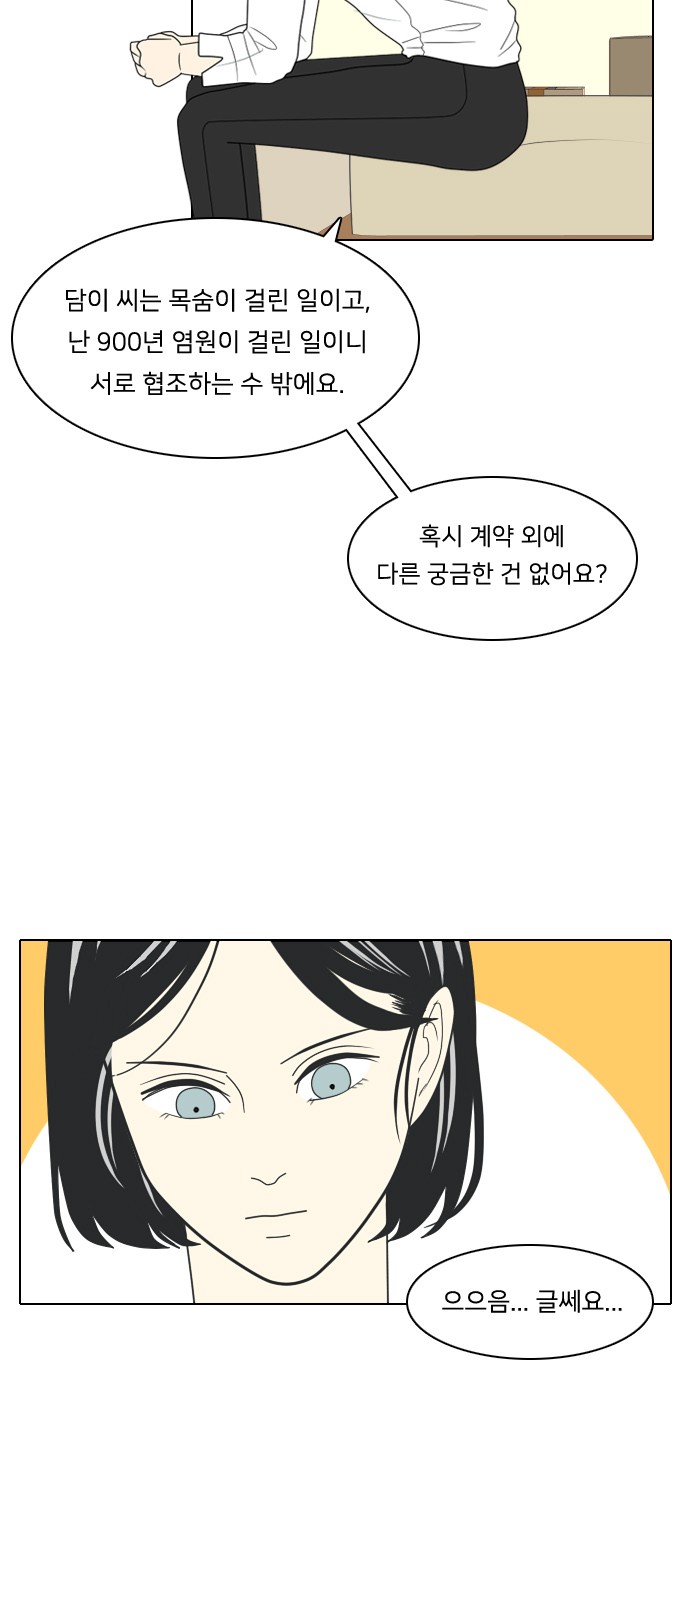 담이 씨는 목숨이 걸린 일이고,
난 900년 염원이 걸린 일이니
서로 협조하는 수 밖에요.
혹시 계약 외에
다른 궁금한 건 없어요?
으으음... 글쎄요...